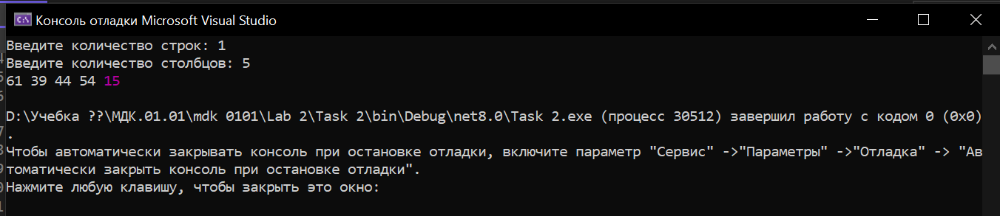 Консоль отладки Microsoft Visual Studio
Введите количество строк: 1
Введите количество столбцов: 5
61 39 44 54 15
D:\Учебка ??\МДК.01.01\mdk 0101\Lab 2\Task 2\bin\Debug\net8.0\Task 2.exe (процесс 30512) завершил работу с кодом 0 (0x0)
.
Чтобы автоматически закрывать консоль при остановке отладки, включите параметр "Сервис" ->"Параметры" ->"Отладка" -> "Ав
томатически закрыть консоль при остановке отладки".
Нажмите любую клавишу, чтобы закрыть это окно: